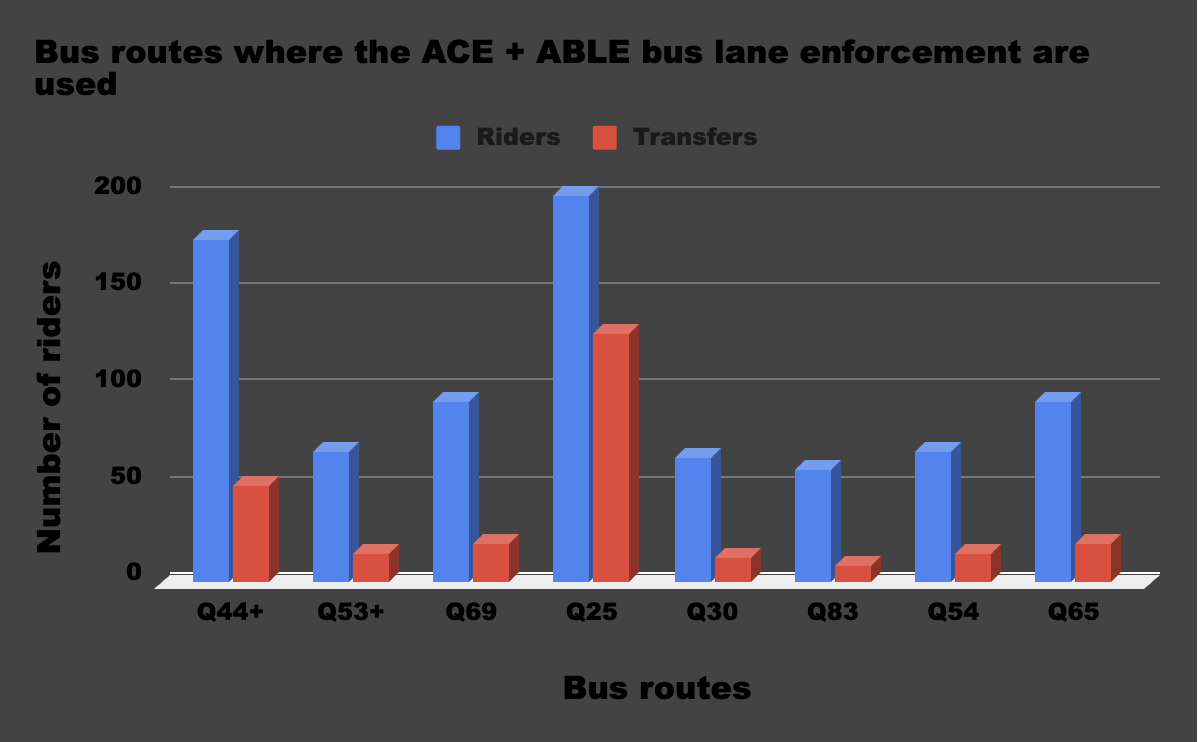 Bus routes where the ACE + ABLE bus lane enforcement are
used
Riders Transfers
200
150
100
50
0
Number of riders
Q44+ Q53+ Q69 Q25 Q30 Q83 Q54 Q65
Bus routes